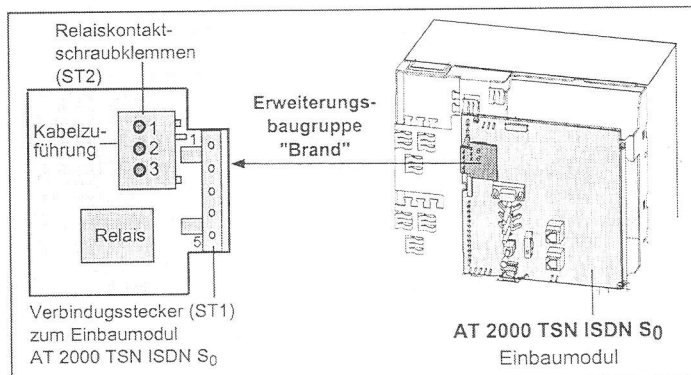 Relaiskontakt-
schraubklemmen
(ST2)
Kabelzu-
führung
1
2
3
1
5
Relais
Verbindungsstecker (ST1)
zum Einbaumodul
AT 2000 TSN ISDN S0
Erweiterungs-
baugruppe
"Brand"
AT 2000 TSN ISDN S0
Einbaumodul